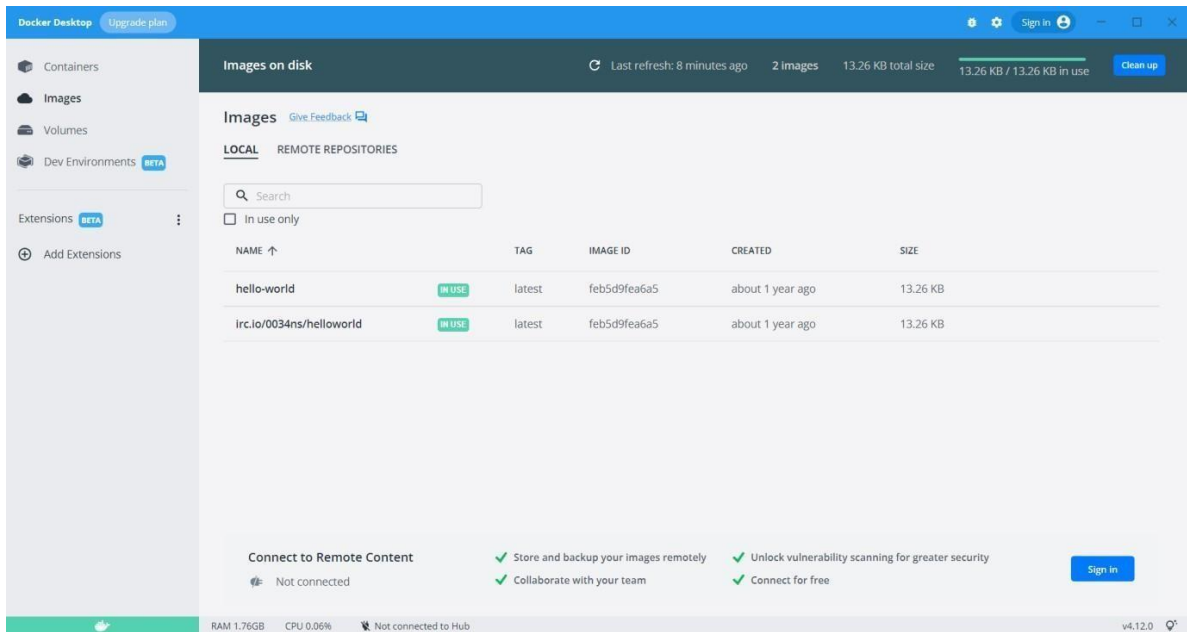 Docker Desktop Upgrade plan Sign in
Containers
Images
Volumes
Dev Environments BETA
Extensions BETA
Add Extensions
Images on disk Last refresh: 8 minutes ago 2 images 13.26 KB total size 13.26 KB / 13.26 KB in use Clean up
Images Give Feedback
LOCAL REMOTE REPOSITORIES
Search
In use only
NAME TAG IMAGE ID CREATED SIZE
hello-world IN USE latest feb5d9fea6a5 about 1 year ago 13.26 KB
irc.io/0034ns/helloworld IN USE latest feb5d9fea6a5 about 1 year ago 13.26 KB
Connect to Remote Content
Not connected
Store and backup your images remotely
Collaborate with your team
Unlock vulnerability scanning for greater security
Connect for free
Sign in
RAM 1.76GB CPU 0.06% Not connected to Hub v4.12.0